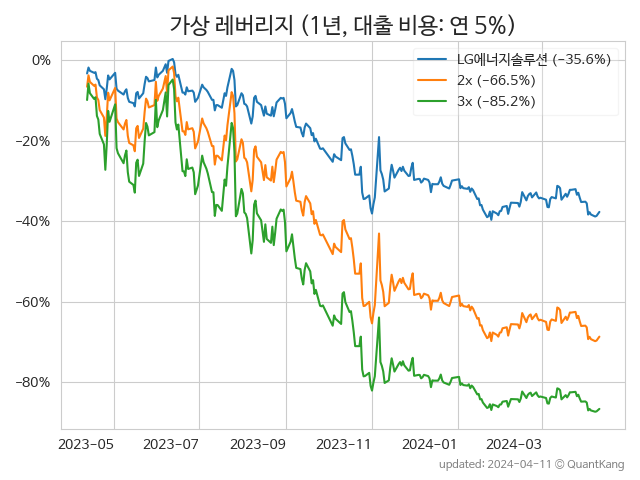 가상 레버리지 (1년, 대출 비용: 연 5%)
LG에너지솔루션 (−35.6%)
2x (−66.5%)
3x (−85.2%)
0%
−20%
−40%
−60%
−80%
2023-05 2023-07 2023-09 2023-11 2024-01 2024-03
updated: 2024-04-11 © QuantKang